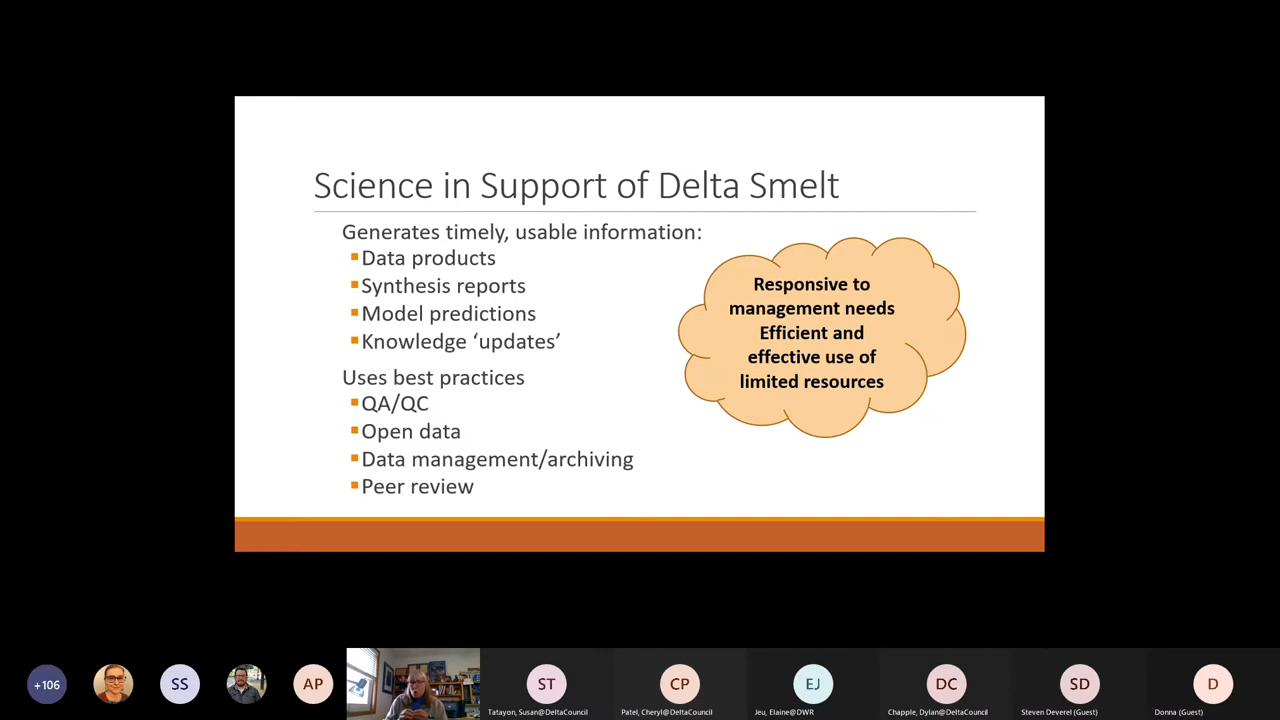 Science in Support of Delta Smelt
Generates timely, usable information:
Data products
Synthesis reports
Model predictions
Knowledge ‘updates’
Uses best practices
QA/QC
Open data
Data management/archiving
Peer review
Responsive to
management needs
Efficient and
effective use of
limited resources
+106
SS
AP
ST
CP
EJ
DC
SD
D
Tatayon, Susan@DeltaCouncil
Patel, Cheryl@DeltaCouncil
Jeu, Elaine@DWR
Chapple, Dylan@DeltaCouncil
Steven Deverel (Guest)
Donna (Guest)